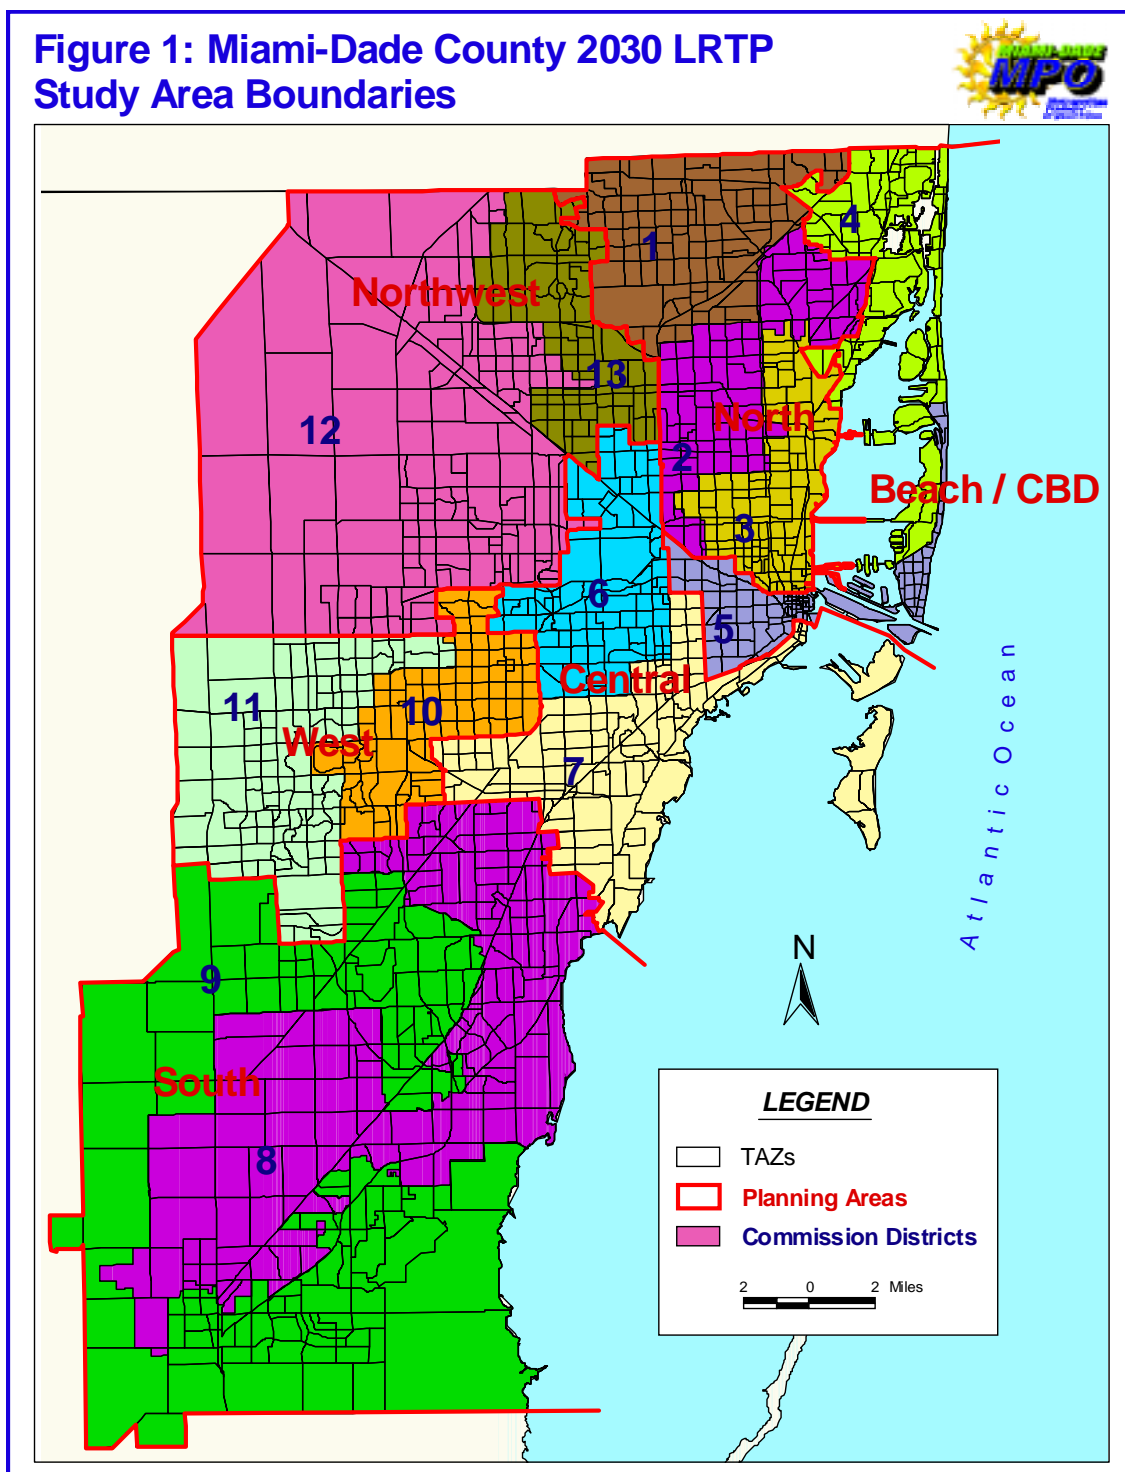 Figure 1: Miami-Dade County 2030 LRTP
Study Area Boundaries
MIAMI-DADE
MPO
4
1
Northwest
13
12
North
2
Beach / CBD
3
6
5
Central
11
10
West
7
Atlantic Ocean
N
9
South
8
LEGEND
TAZs
Planning Areas
Commission Districts
2 0 2 Miles